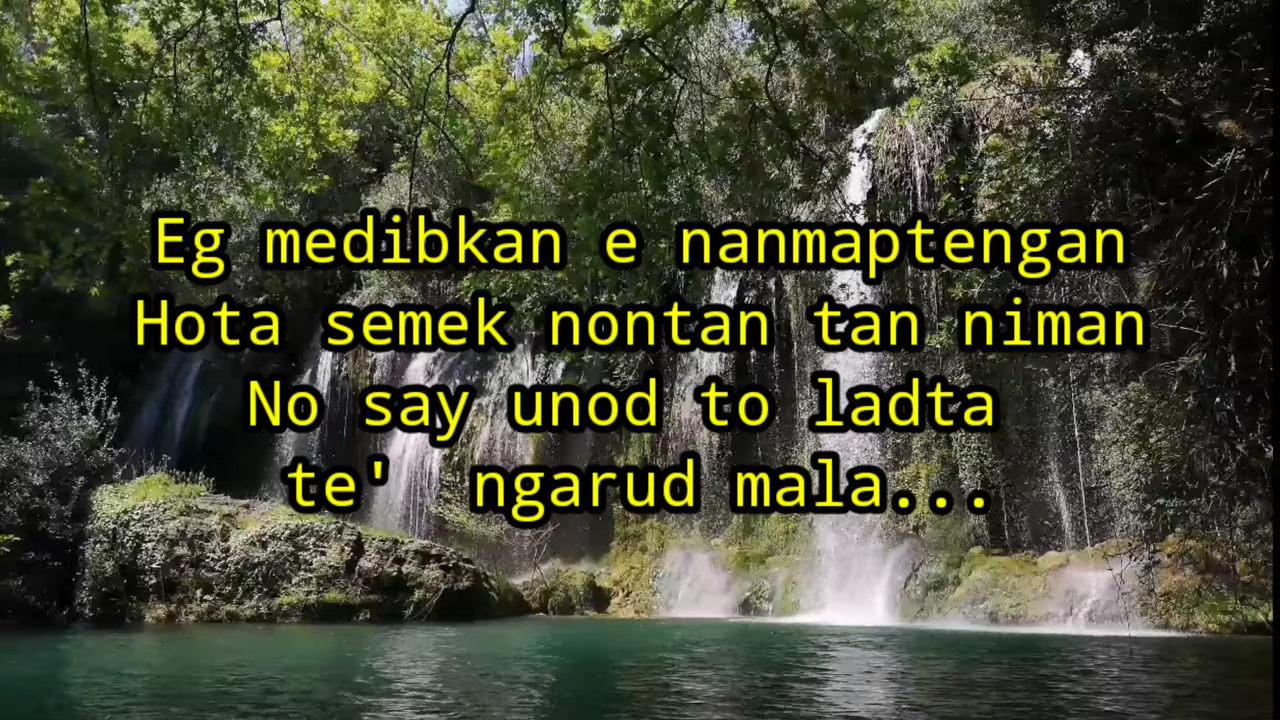 Eg medibkan e nanmaptengan
Hota semek nontan tan niman
No say unod to ladta
te' ngarud mala...